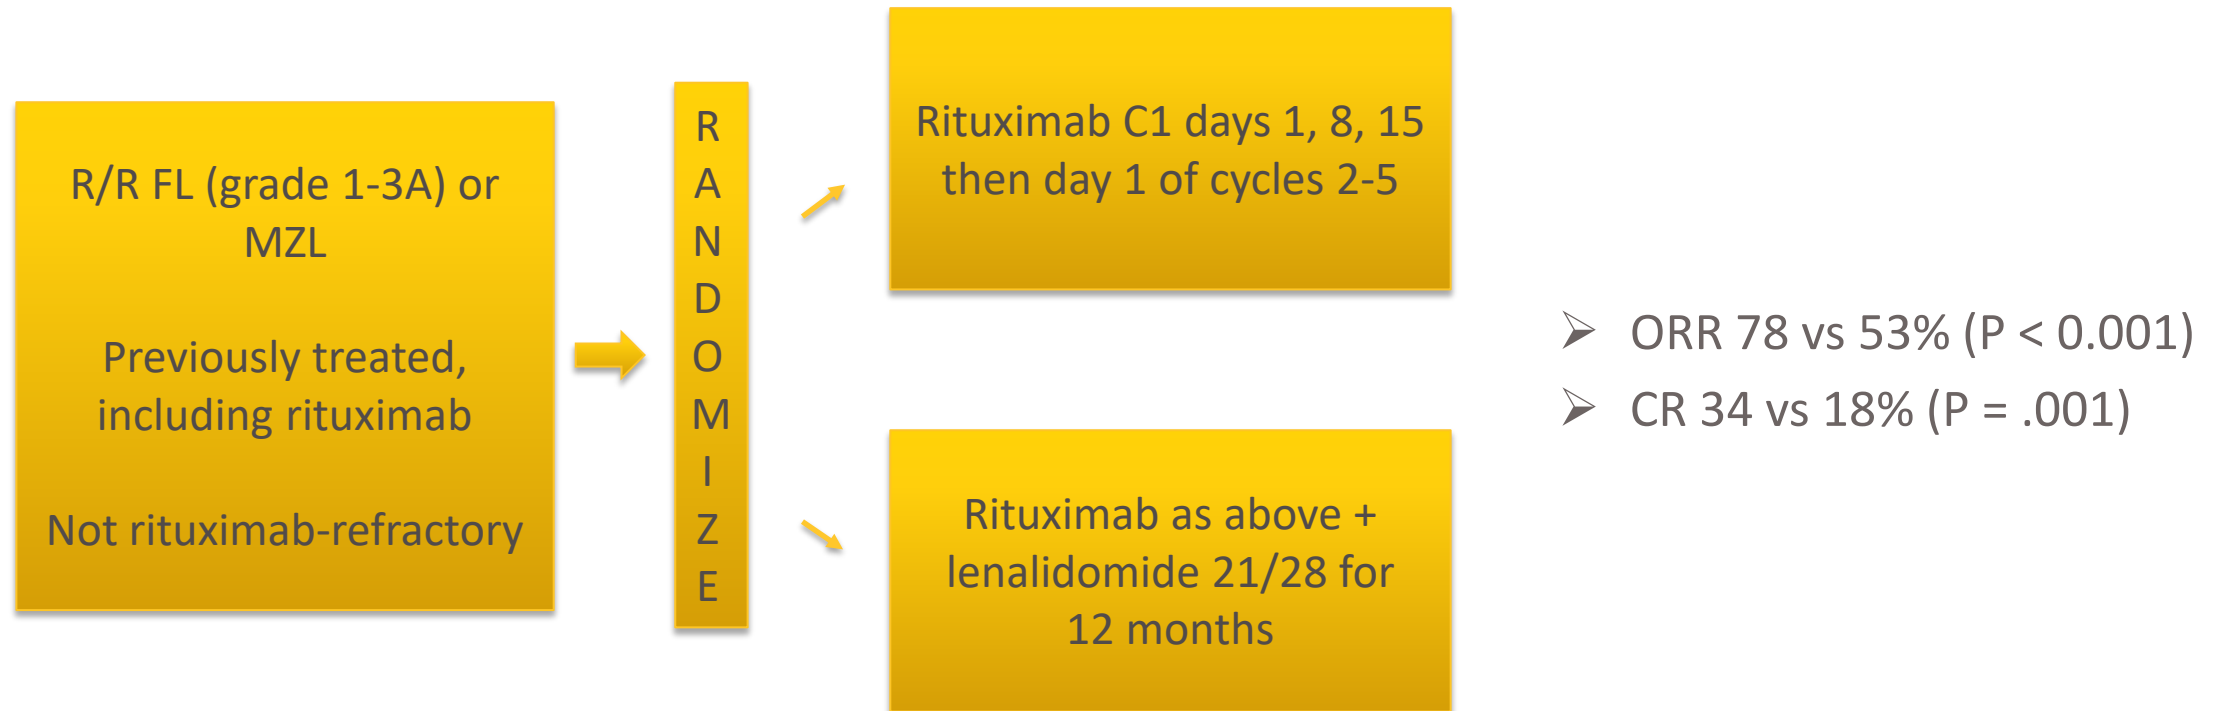 R/R FL (grade 1-3A) or
MZL
Previously treated,
including rituximab
Not rituximab-refractory
R
A
N
D
O
M
I
Z
E
Rituximab C1 days 1, 8, 15
then day 1 of cycles 2-5
Rituximab as above +
lenalidomide 21/28 for
12 months
➢ ORR 78 vs 53% (P < 0.001)
➢ CR 34 vs 18% (P = .001)